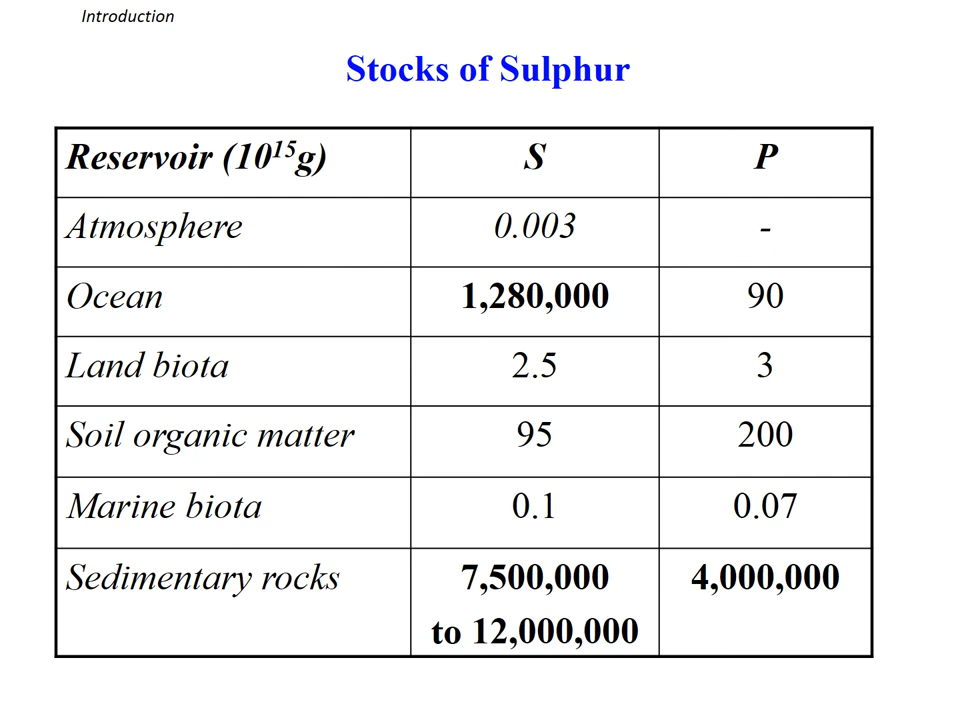 Introduction
Stocks of Sulphur
Reservoir (10¹⁵g) S P
Atmosphere 0.003 -
Ocean 1,280,000 90
Land biota 2.5 3
Soil organic matter 95 200
Marine biota 0.1 0.07
Sedimentary rocks 7,500,000 4,000,000
to 12,000,000